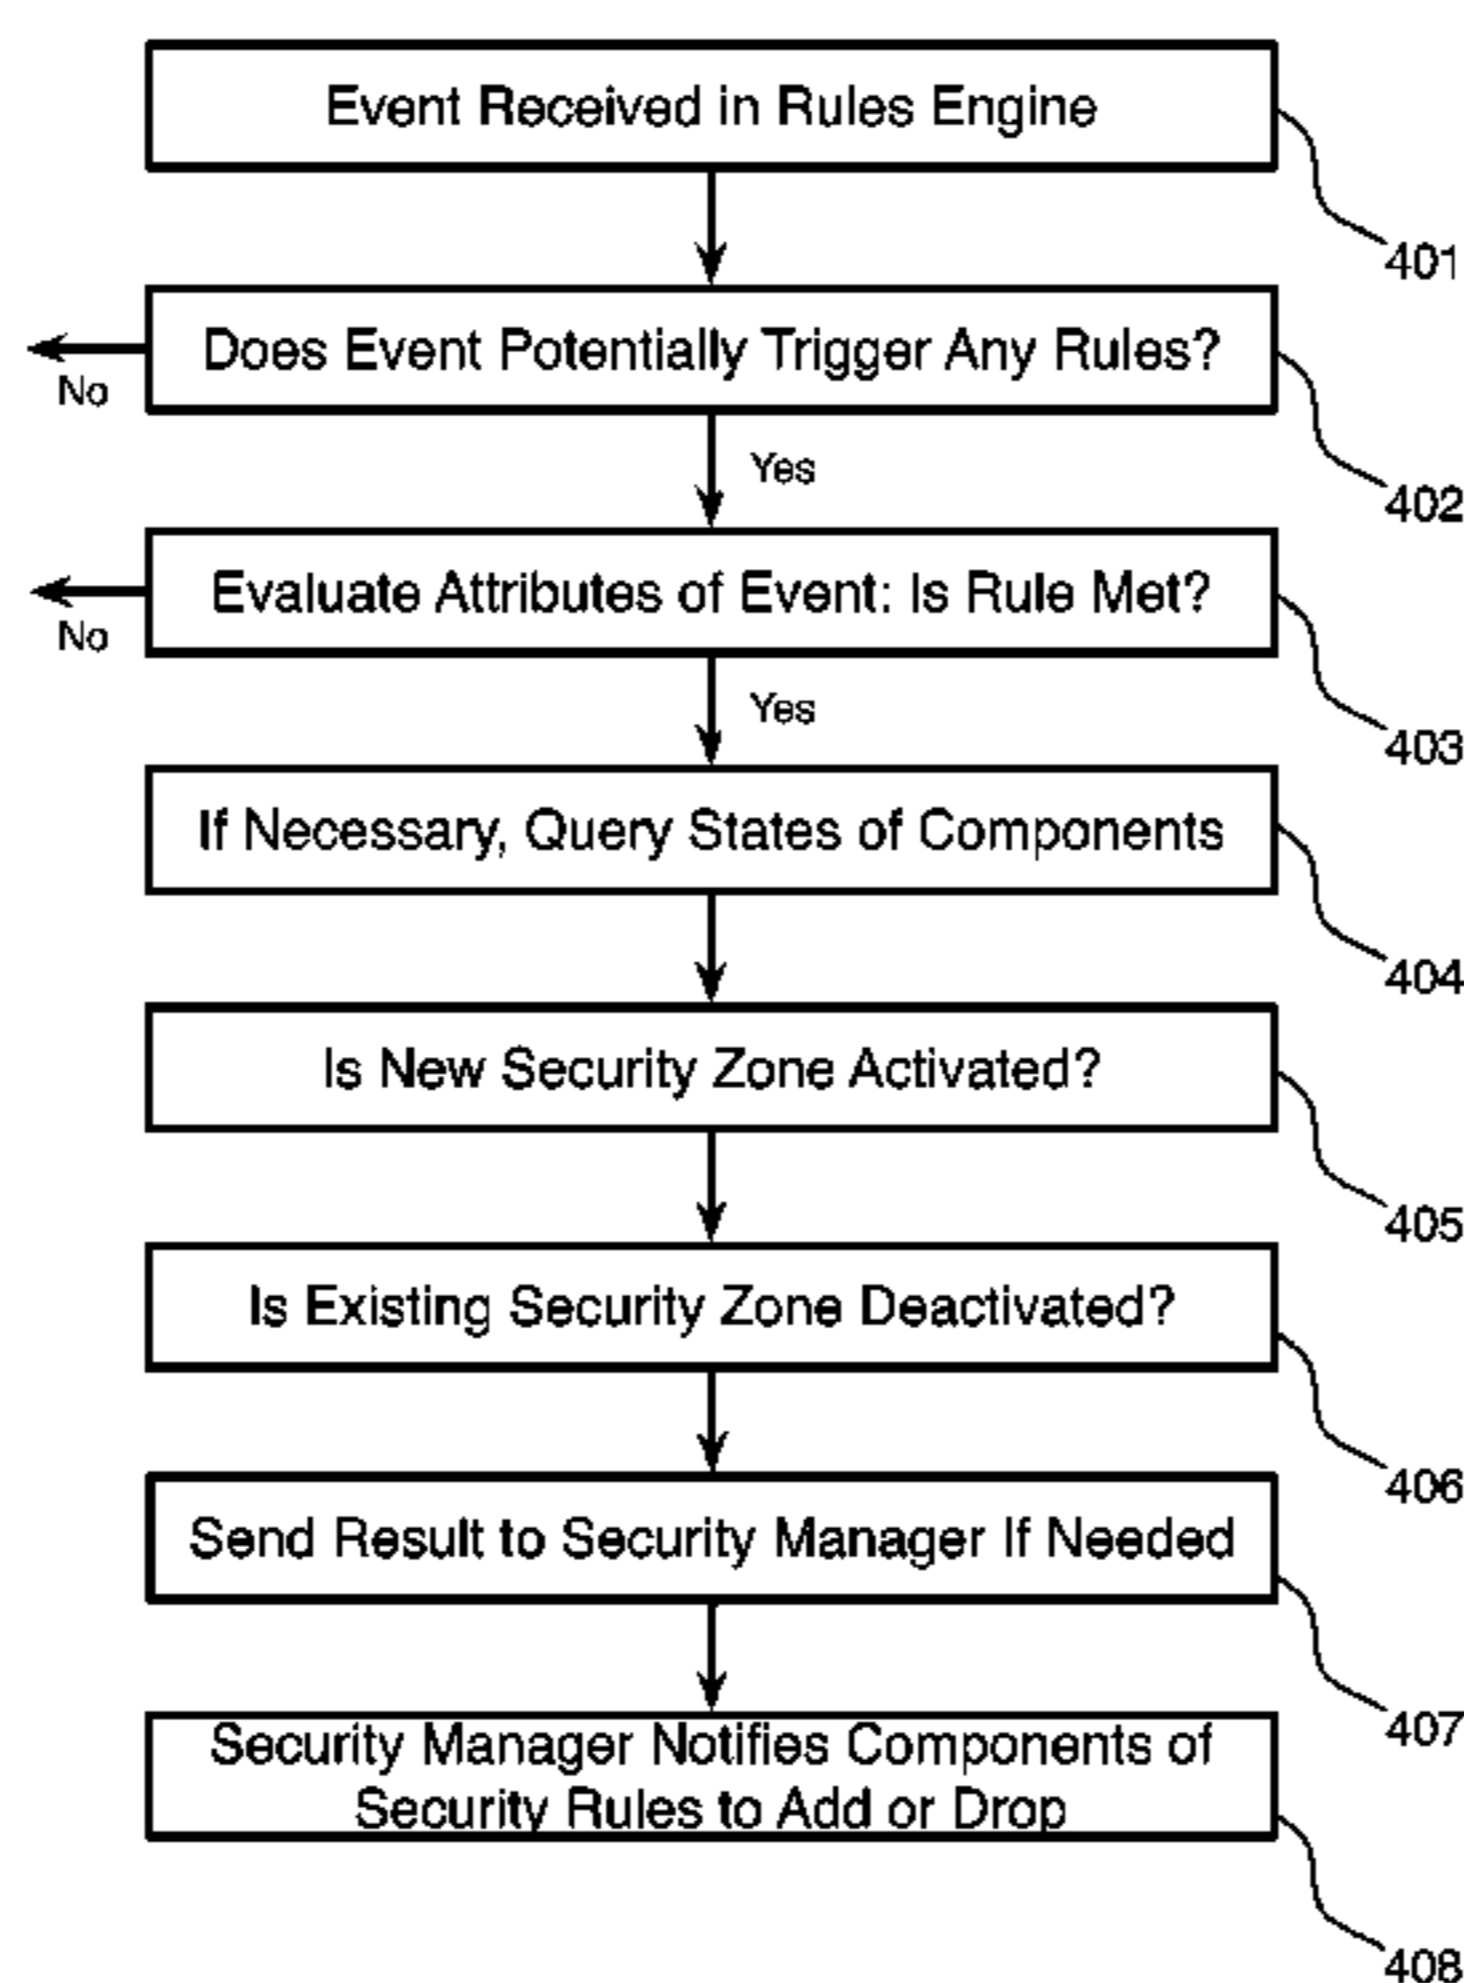 Event Received in Rules Engine
401
Does Event Potentially Trigger Any Rules?
No
402
Yes
Evaluate Attributes of Event: Is Rule Met?
No
403
Yes
If Necessary, Query States of Components
404
Is New Security Zone Activated?
405
Is Existing Security Zone Deactivated?
406
Send Result to Security Manager If Needed
407
Security Manager Notifies Components of
Security Rules to Add or Drop
408